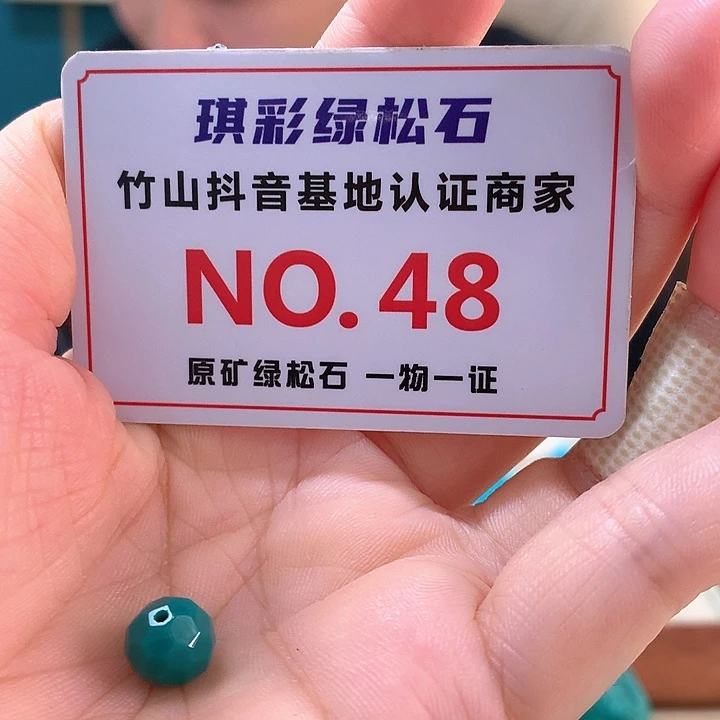 琪彩绿松石
竹山抖音基地认证商家
NO.48
原矿绿松石 一物一证